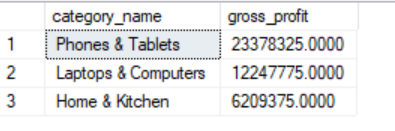 category_name gross_profit
1 Phones & Tablets 23378325.0000
2 Laptops & Computers 12247775.0000
3 Home & Kitchen 6209375.0000